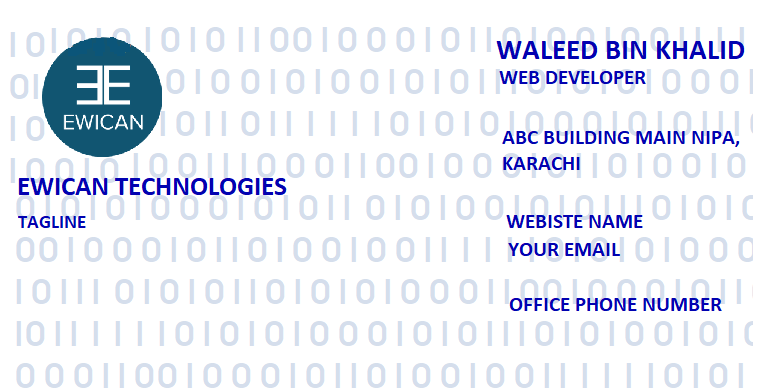 EWICAN
EWICAN TECHNOLOGIES
TAGLINE
WALEED BIN KHALID
WEB DEVELOPER
ABC BUILDING MAIN NIPA,
KARACHI
WEBISTE NAME
YOUR EMAIL
OFFICE PHONE NUMBER